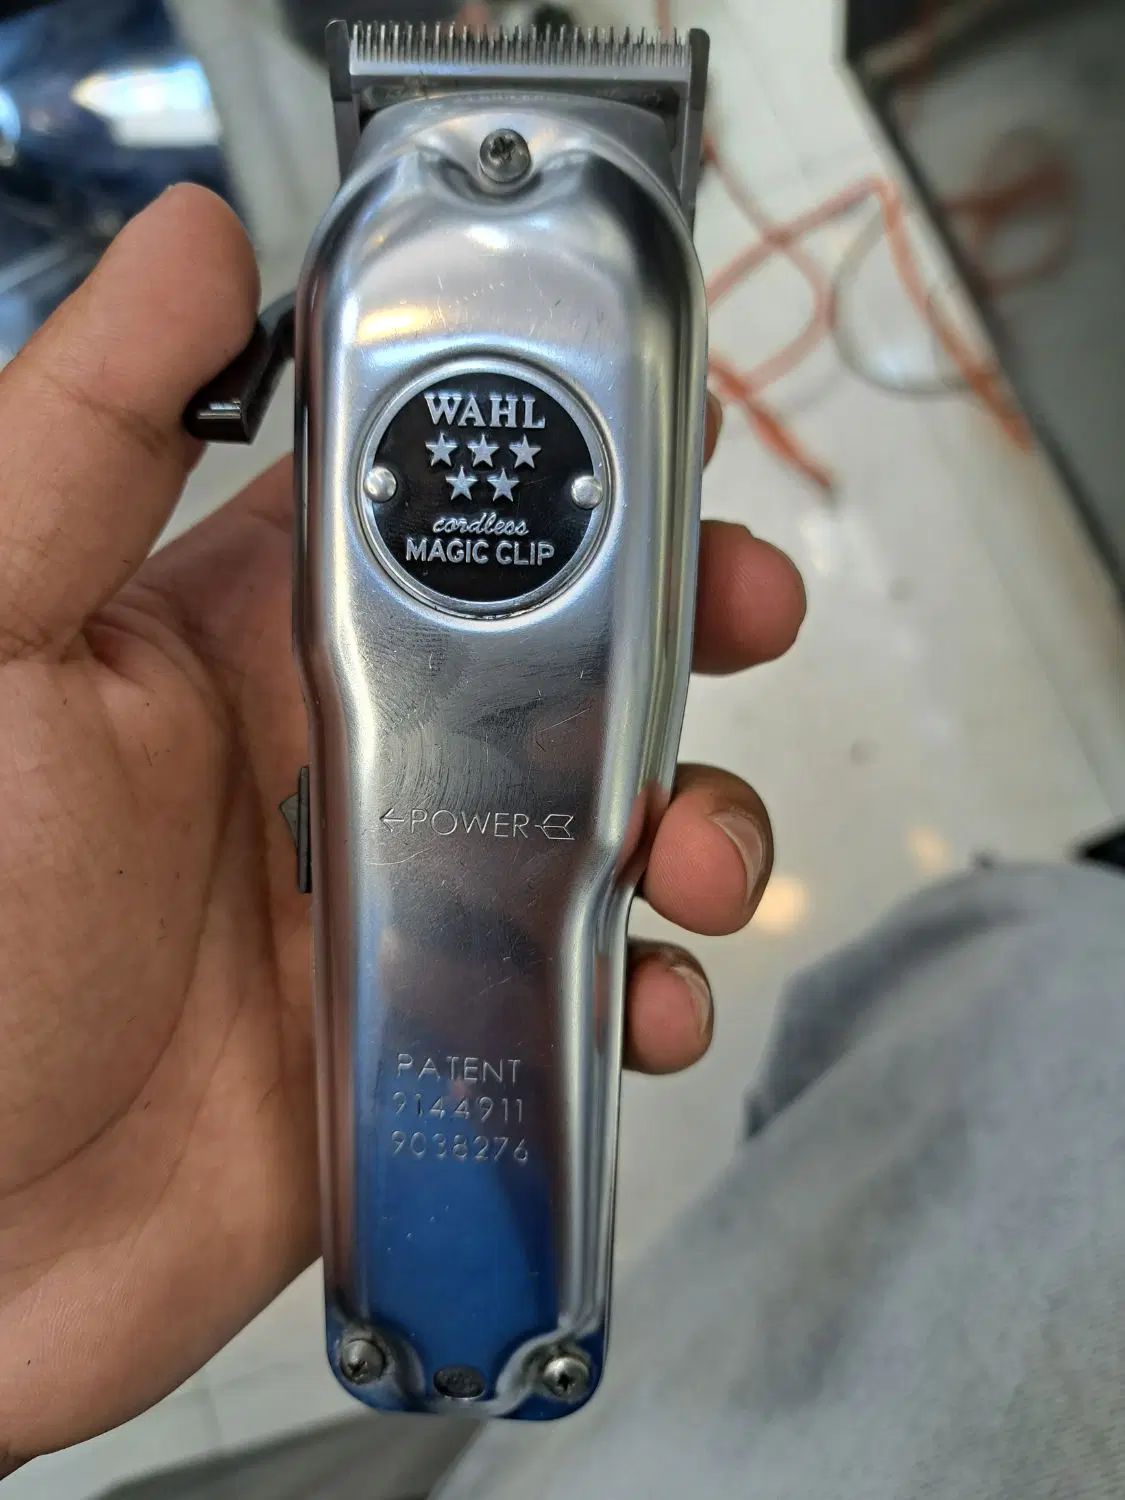 WAHL
cordless
MAGIC CLIP
POWER
PATENT
9144911
9038276